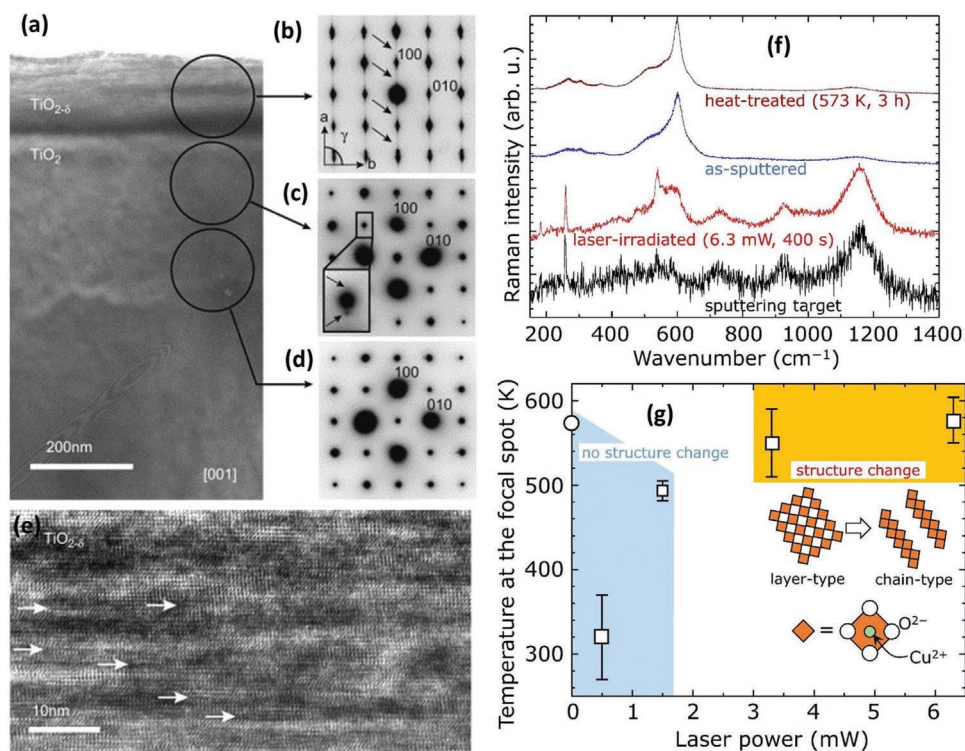 (a)
TiO2-δ
TiO2
200nm
[001]
(b)
100
010
a
γ
b
(c)
100
010
(d)
100
010
(e)
TiO2-δ
10nm
(f)
Raman intensity (arb. u.)
heat-treated (573 K, 3 h)
as-sputtered
laser-irradiated (6.3 mW, 400 s)
sputtering target
200 400 600 800 1000 1200 1400
Wavenumber (cm⁻¹)
(g)
Temperature at the focal spot (K)
600
500
400
300
no structure change
structure change
layer-type
chain-type
=
O²⁻
Cu²⁺
0 1 2 3 4 5 6
Laser power (mW)